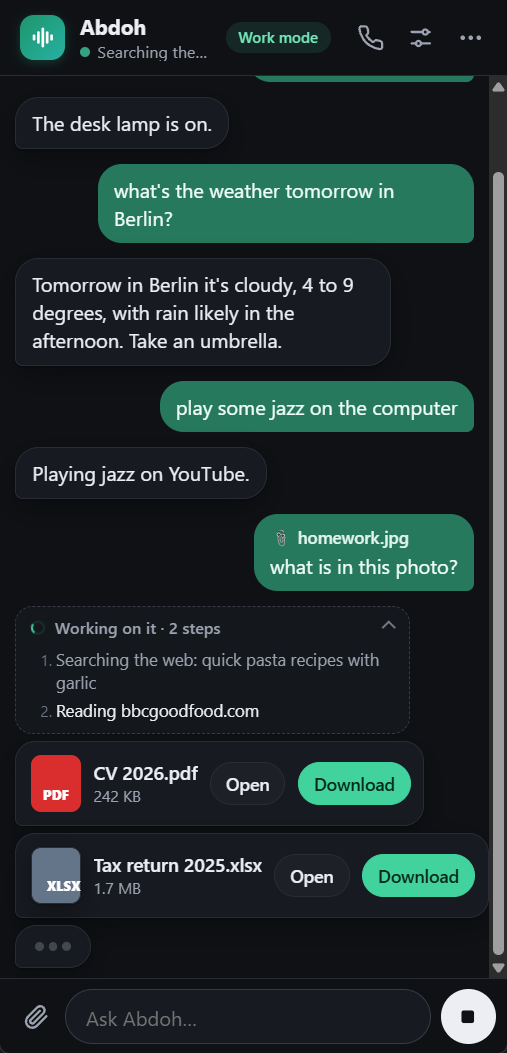 Abdoh
Searching the...
Work mode
The desk lamp is on.
what's the weather tomorrow in
Berlin?
Tomorrow in Berlin it's cloudy, 4 to 9
degrees, with rain likely in the
afternoon. Take an umbrella.
play some jazz on the computer
Playing jazz on YouTube.
homework.jpg
what is in this photo?
Working on it · 2 steps
1. Searching the web: quick pasta recipes with
garlic
2. Reading bbcgoodfood.com
PDF
CV 2026.pdf
242 KB
Open
Download
XLSX
Tax return 2025.xlsx
1.7 MB
Open
Download
Ask Abdoh...